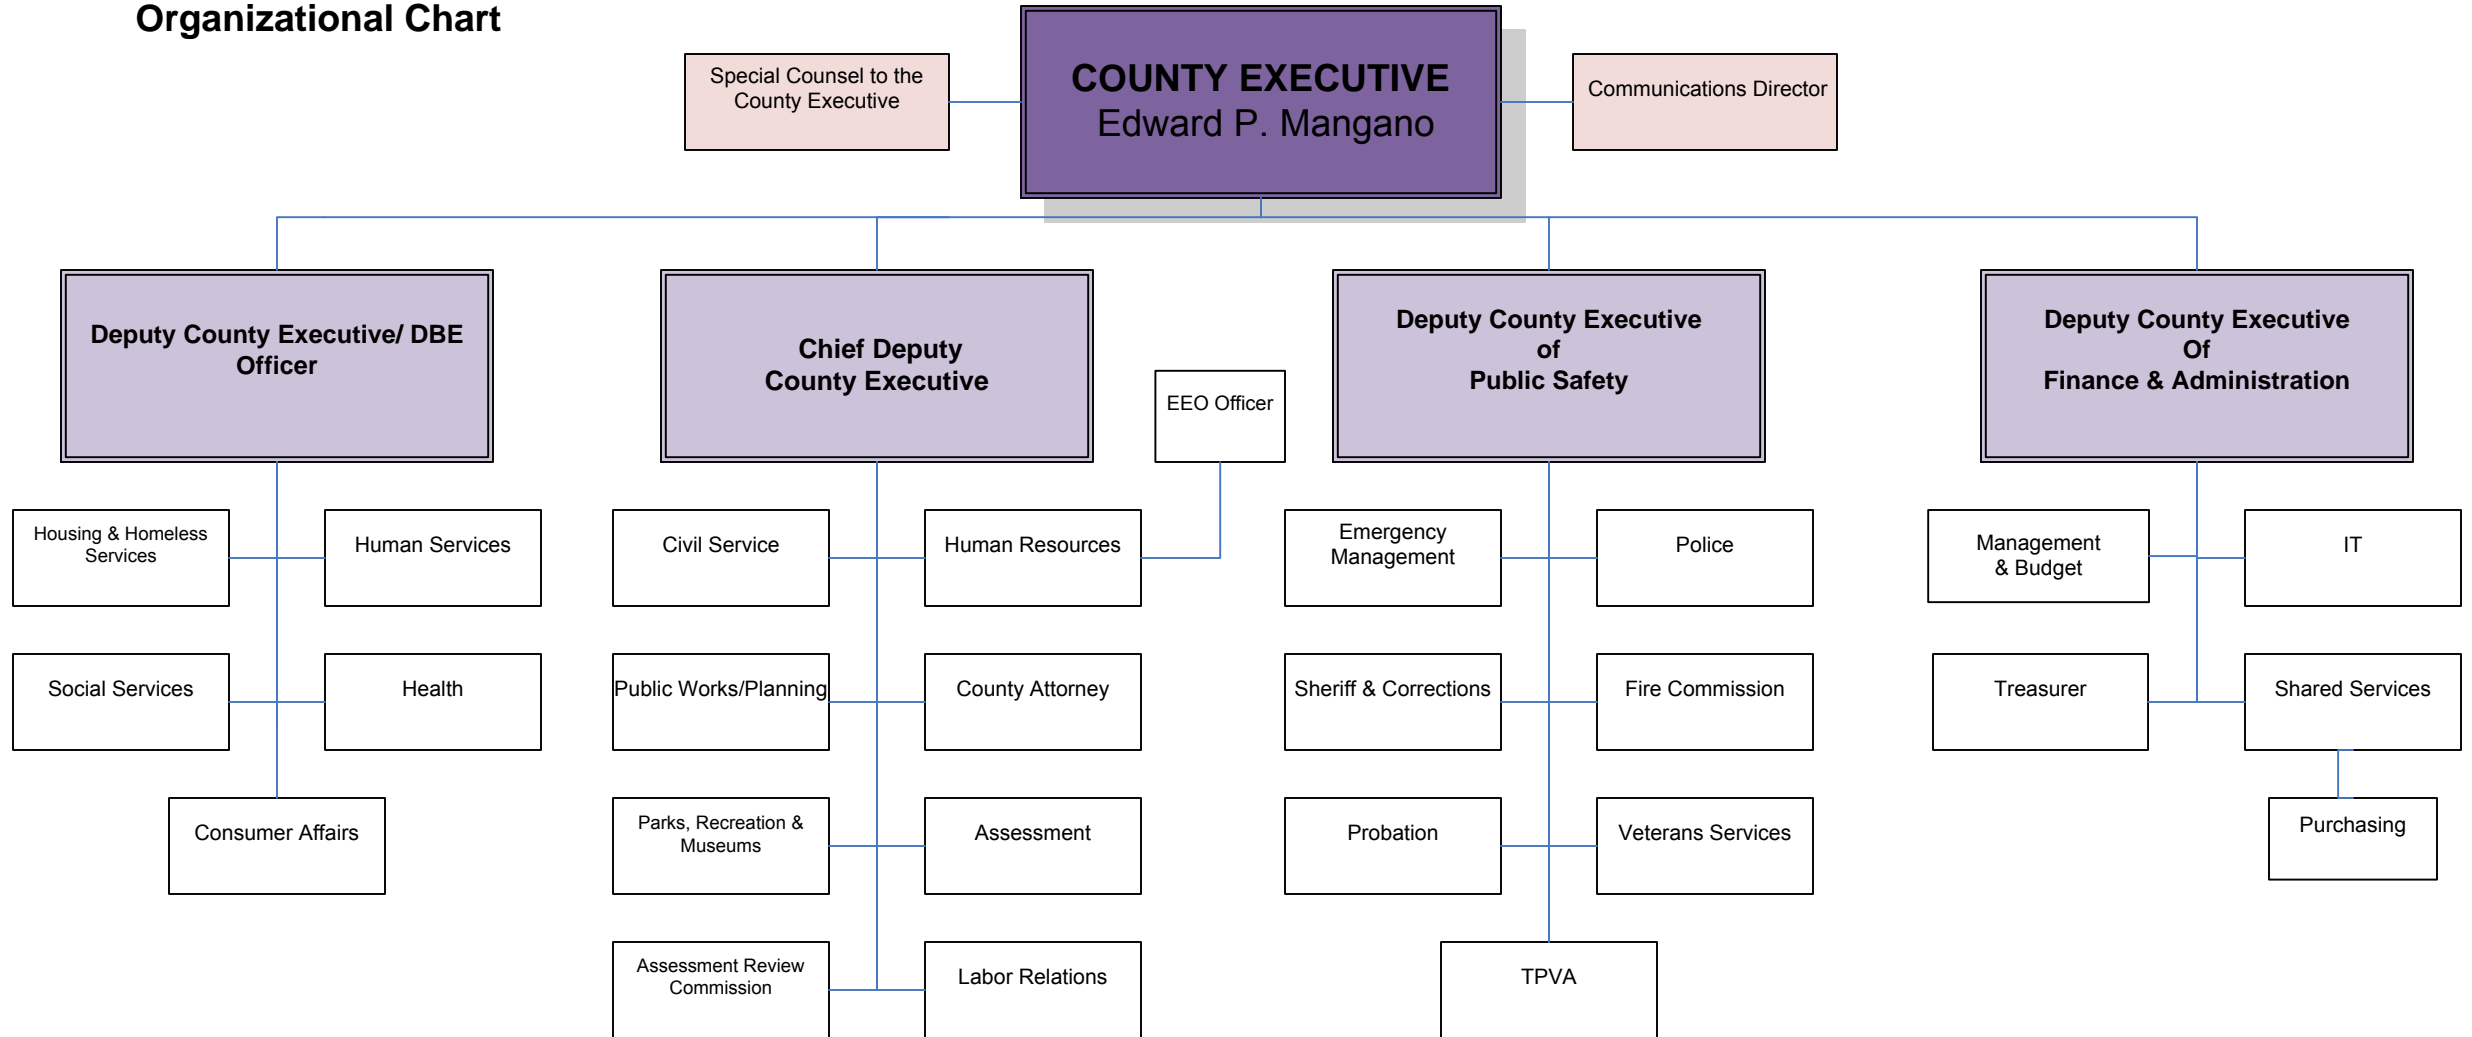 Organizational Chart
Special Counsel to the
County Executive
COUNTY EXECUTIVE
Edward P. Mangano
Communications Director
Deputy County Executive/ DBE
Officer
Chief Deputy
County Executive
EEO Officer
Deputy County Executive
of
Public Safety
Deputy County Executive
Of
Finance & Administration
Housing & Homeless
Services
Human Services
Civil Service
Human Resources
Emergency
Management
Police
Management
& Budget
IT
Social Services
Health
Public Works/Planning
County Attorney
Sheriff & Corrections
Fire Commission
Treasurer
Shared Services
Consumer Affairs
Parks, Recreation &
Museums
Assessment
Probation
Veterans Services
Purchasing
Assessment Review
Commission
Labor Relations
TPVA